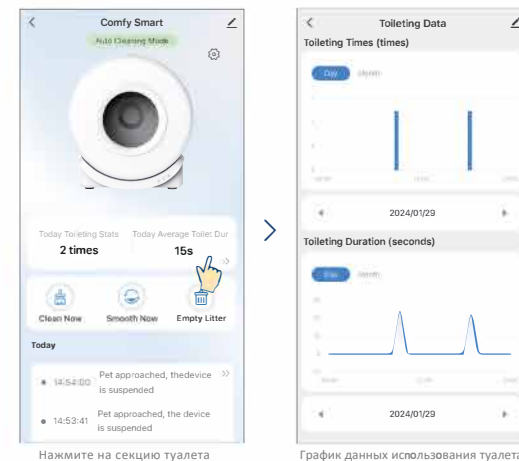 Comfy Smart
Auto Cleaning Mode
Today Toileting Stats
Today Average Toilet Dur
2 times
15s
Clean Now
Smooth Now
Empty Litter
Today
14:54:00
Pet approached, thedevice
is suspended
14:53:41
Pet approached, the device
is suspended
Нажмите на секцию туалета
Toileting Data
Toileting Times (times)
Day
Month
2024/01/29
Toileting Duration (seconds)
Day
Month
2024/01/29
График данных использования туалета